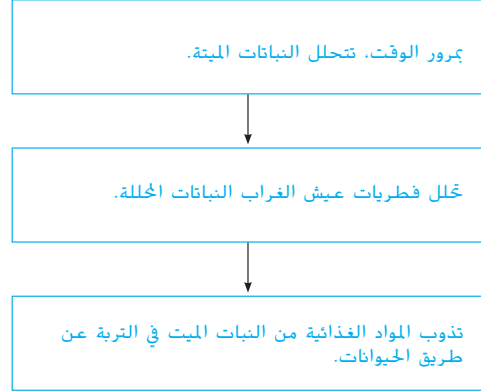 بمرور الوقت، تتحلل النباتات الميتة.
تحلل فطريات عيش الغراب النباتات المحللة.
تذوب المواد الغذائية من النبات الميت في التربة عن
طريق الحيوانات.